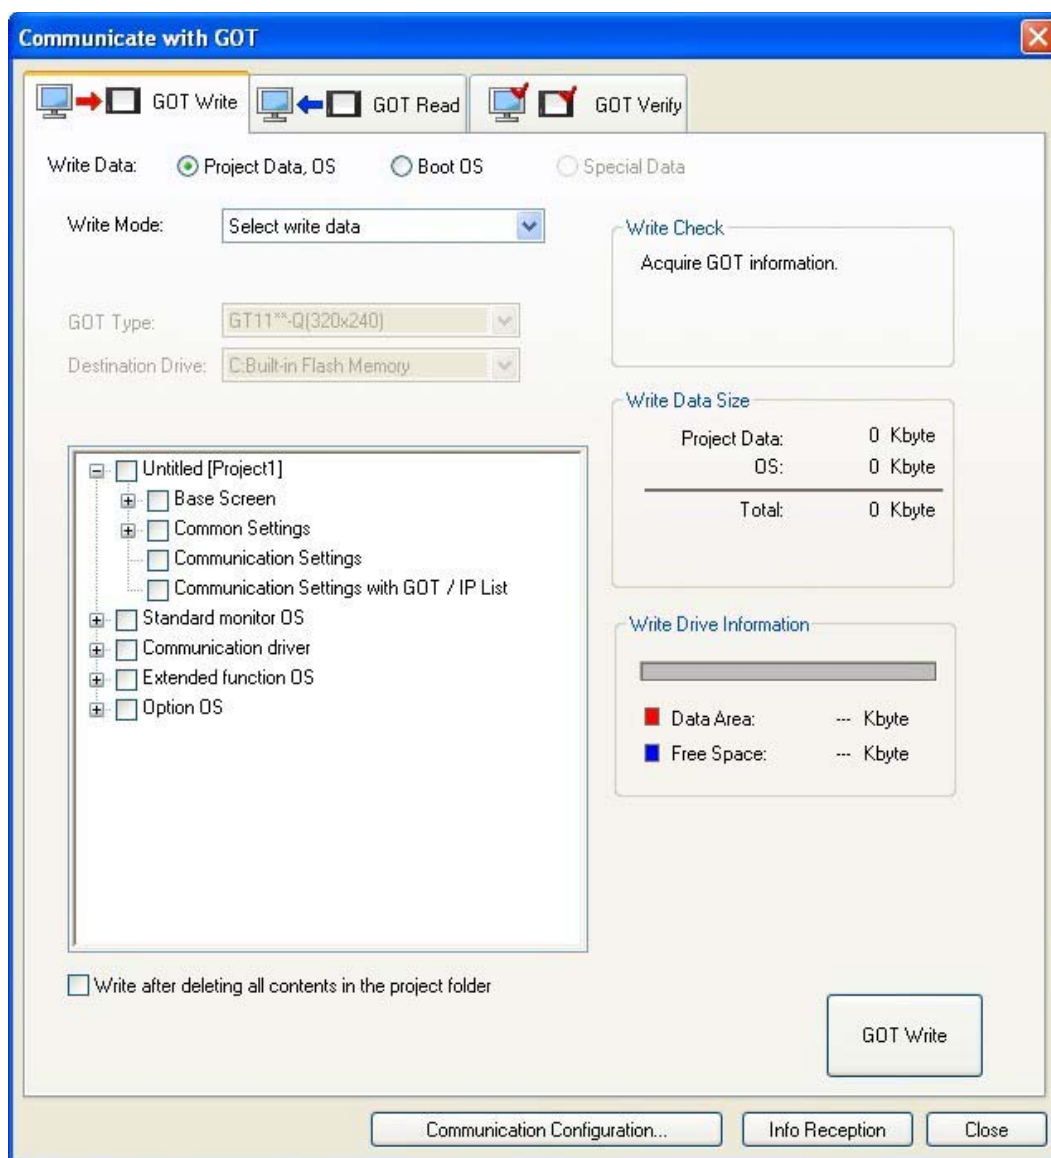 Communicate with GOT
GOT Write GOT Read GOT Verify
Write Data: Project Data, OS Boot OS Special Data
Write Mode: Select write data
Write Check
Acquire GOT information.
GOT Type: GT11**-Q(320x240)
Destination Drive: C:Built-in Flash Memory
Write Data Size
Project Data: 0 Kbyte
OS: 0 Kbyte
Total: 0 Kbyte
Untitled [Project1]
Base Screen
Common Settings
Communication Settings
Communication Settings with GOT / IP List
Standard monitor OS
Communication driver
Extended function OS
Option OS
Write Drive Information
Data Area: --- Kbyte
Free Space: --- Kbyte
Write after deleting all contents in the project folder
GOT Write
Communication Configuration... Info Reception Close